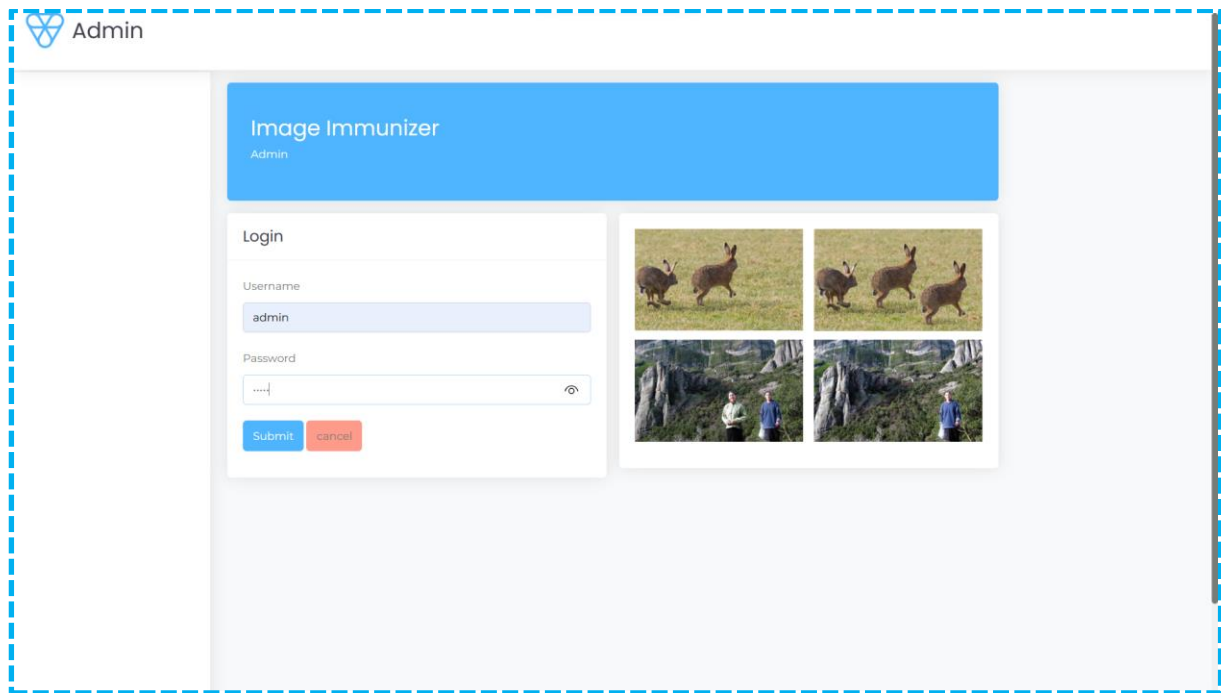 Admin
Image Immunizer
Admin
Login
Username
admin
Password
·····
Submit cancel